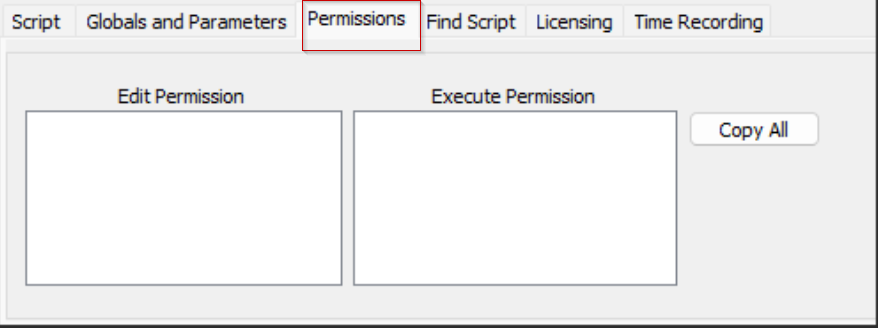 Script Globals and Parameters Permissions Find Script Licensing Time Recording
Edit Permission Execute Permission
Copy All